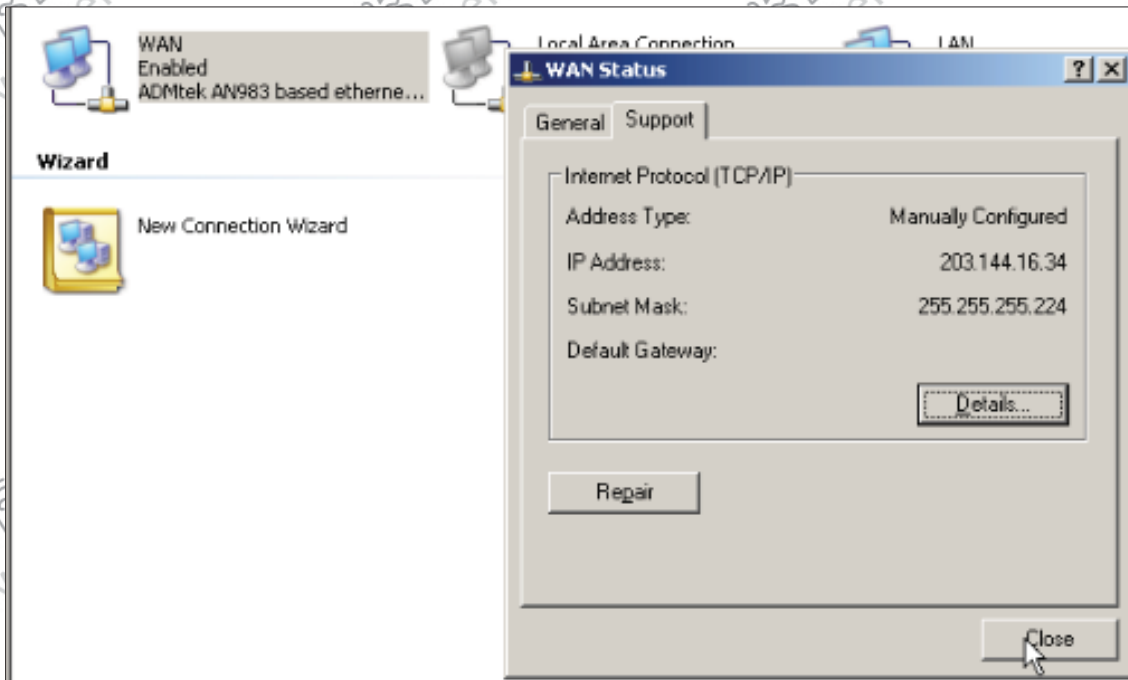 WAN
Enabled
ADMtek AN983 based etherne...
Local Area Connection
LAN
Wizard
New Connection Wizard
WAN Status
General
Support
Internet Protocol (TCP/IP)
Address Type: Manually Configured
IP Address: 203.144.16.34
Subnet Mask: 255.255.255.224
Default Gateway:
Details...
Repair
Close